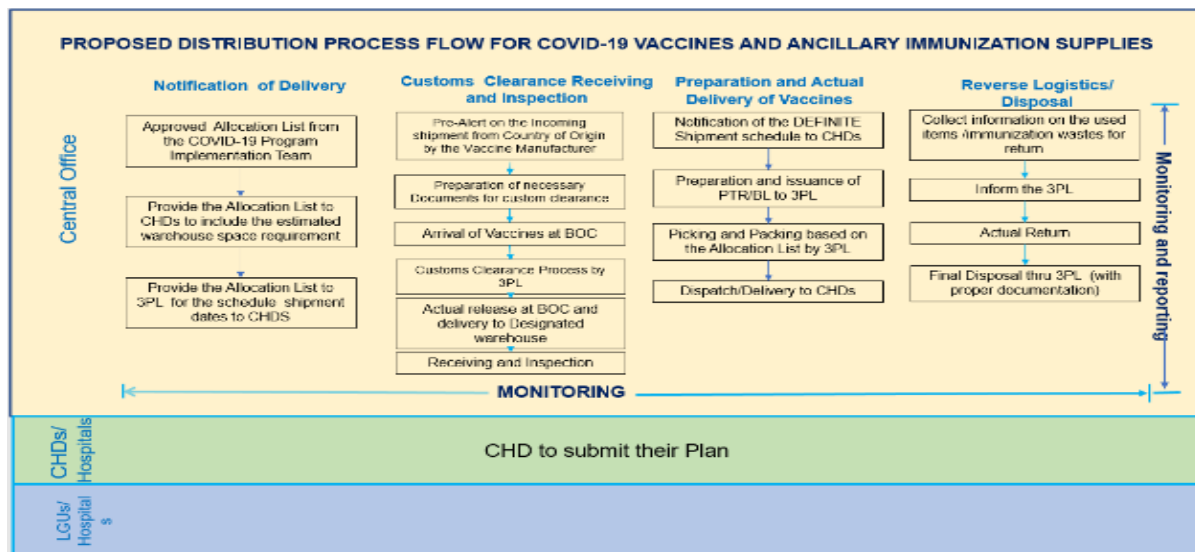 PROPOSED DISTRIBUTION PROCESS FLOW FOR COVID-19 VACCINES AND ANCILLARY IMMUNIZATION SUPPLIES
Central Office
Notification of Delivery
Approved Allocation List from
the COVID-19 Program
Implementation Team
Provide the Allocation List to
CHDs to include the estimated
warehouse space requirement
Provide the Allocation List to
3PL for the schedule shipment
dates to CHDS
Customs Clearance Receiving
and Inspection
Pre-Alert on the Incoming
shipment from Country of Origin
by the Vaccine Manufacturer
Preparation of necessary
Documents for custom clearance
Arrival of Vaccines at BOC
Customs Clearance Process by
3PL
Actual release at BOC and
delivery to Designated
warehouse
Receiving and Inspection
Preparation and Actual
Delivery of Vaccines
Notification of the DEFINITE
Shipment schedule to CHDs
Preparation and issuance of
PTR/BL to 3PL
Picking and Packing based on
the Allocation List by 3PL
Dispatch/Delivery to CHDs
Reverse Logistics/
Disposal
Collect information on the used
items /immunization wastes for
return
Inform the 3PL
Actual Return
Final Disposal thru 3PL (with
proper documentation)
Monitoring and reporting
MONITORING
CHDs/
Hospitals
CHD to submit their Plan
LGUs/
Hospital
s